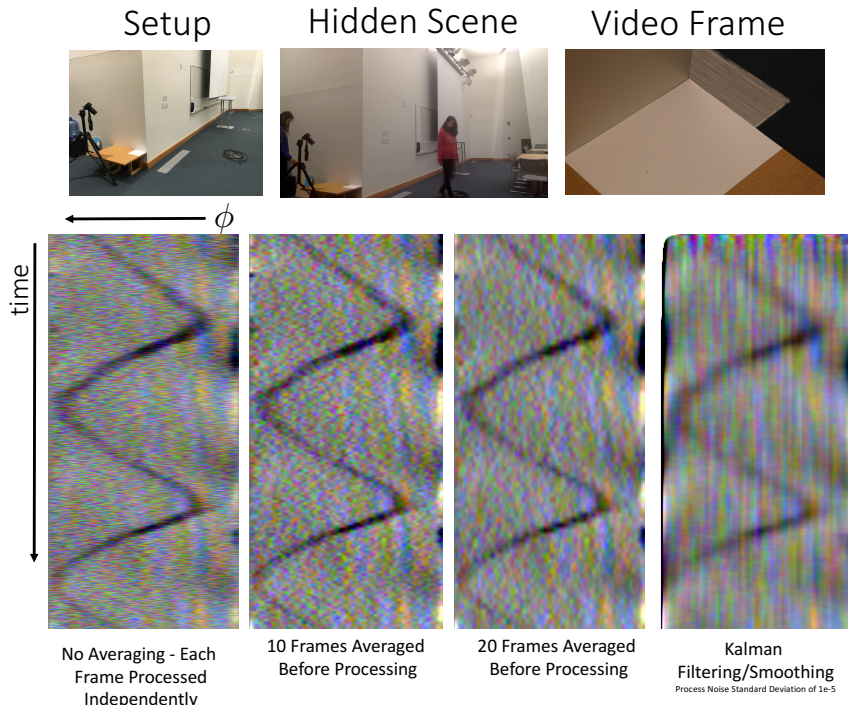 Setup
Hidden Scene
Video Frame
ϕ
time
No Averaging - Each
Frame Processed
Independently
10 Frames Averaged
Before Processing
20 Frames Averaged
Before Processing
Kalman
Filtering/Smoothing
Process Noise Standard Deviation of 1e-5